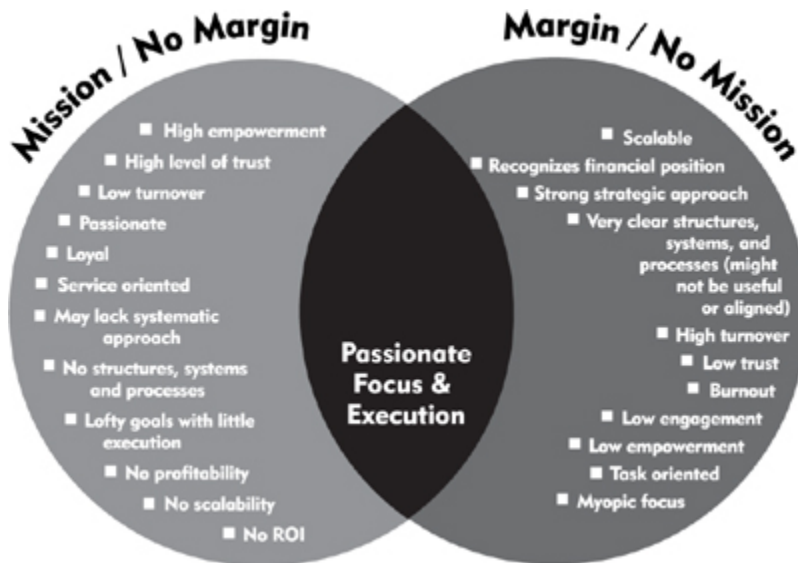 Mission / No Margin
High empowerment
High level of trust
Low turnover
Passionate
Loyal
Service oriented
May lack systematic
approach
No structures, systems
and processes
Lofty goals with little
execution
No profitability
No scalability
No ROI
Passionate
Focus &
Execution
Margin / No Mission
Scalable
Recognizes financial position
Strong strategic approach
Very clear structures,
systems, and
processes (might
not be useful
or aligned)
High turnover
Low trust
Burnout
Low engagement
Low empowerment
Task oriented
Myopic focus